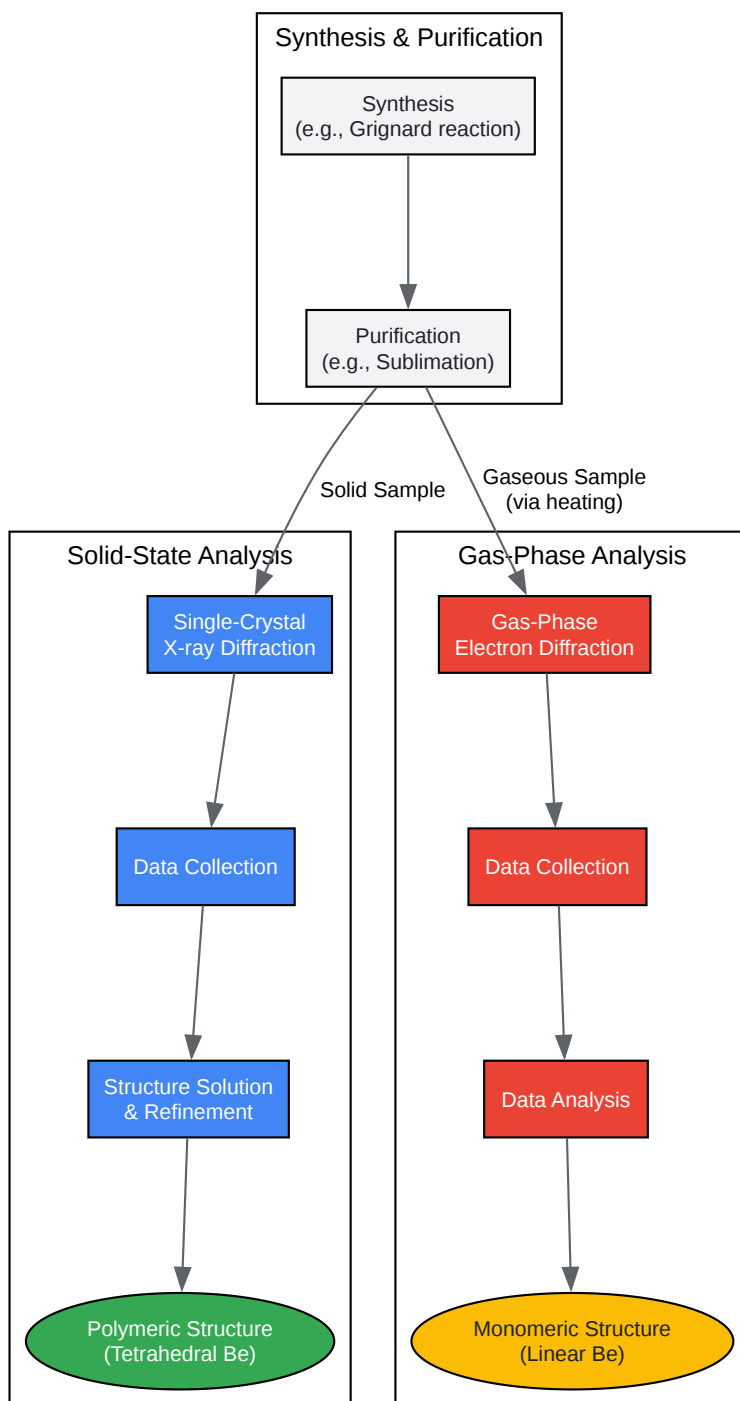 Synthesis & Purification
Synthesis
(e.g., Grignard reaction)
Purification
(e.g., Sublimation)
Solid Sample
Gaseous Sample
(via heating)
Solid-State Analysis
Single-Crystal
X-ray Diffraction
Data Collection
Structure Solution
& Refinement
Polymeric Structure
(Tetrahedral Be)
Gas-Phase Analysis
Gas-Phase
Electron Diffraction
Data Collection
Data Analysis
Monomeric Structure
(Linear Be)